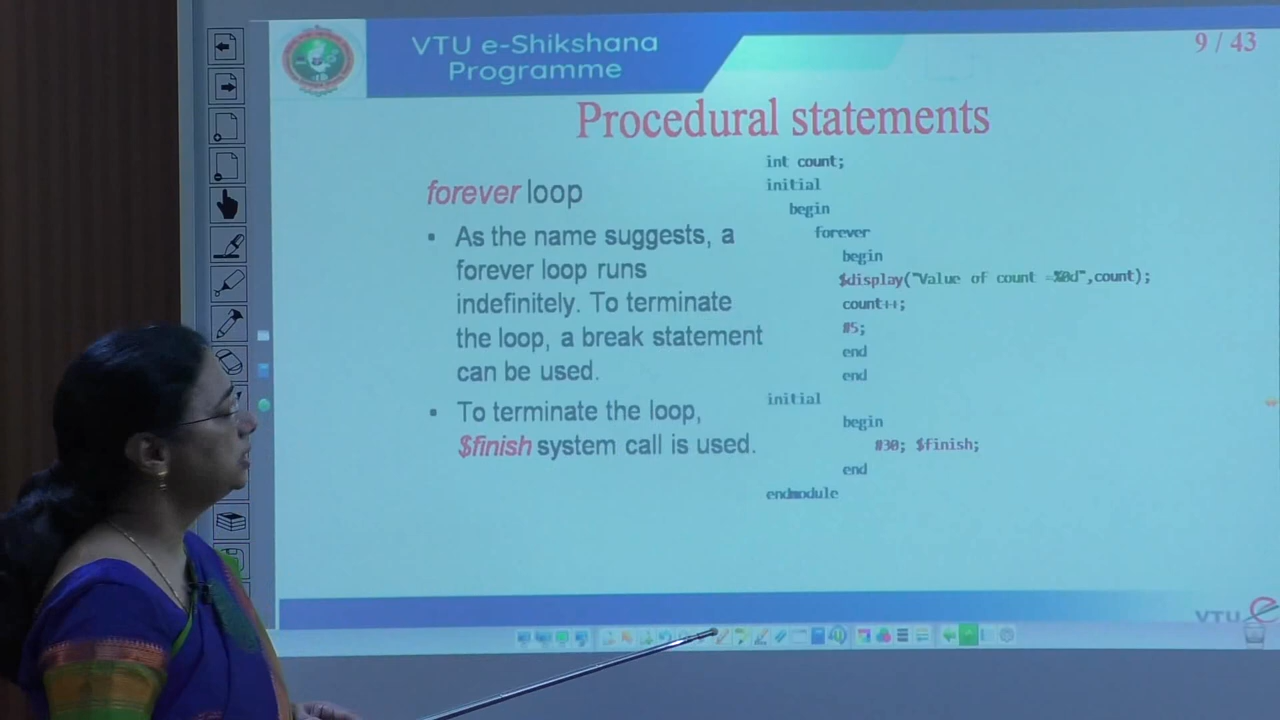 VTU e-Shikshana
Programme
9 / 43
Procedural statements
forever loop
• As the name suggests, a
forever loop runs
indefinitely. To terminate
the loop, a break statement
can be used.
• To terminate the loop,
$finish system call is used.
int count;
initial
begin
forever
begin
$display("Value of count =%0d",count);
count++;
#5;
end
end
initial
begin
#30; $finish;
end
endmodule
VTU e